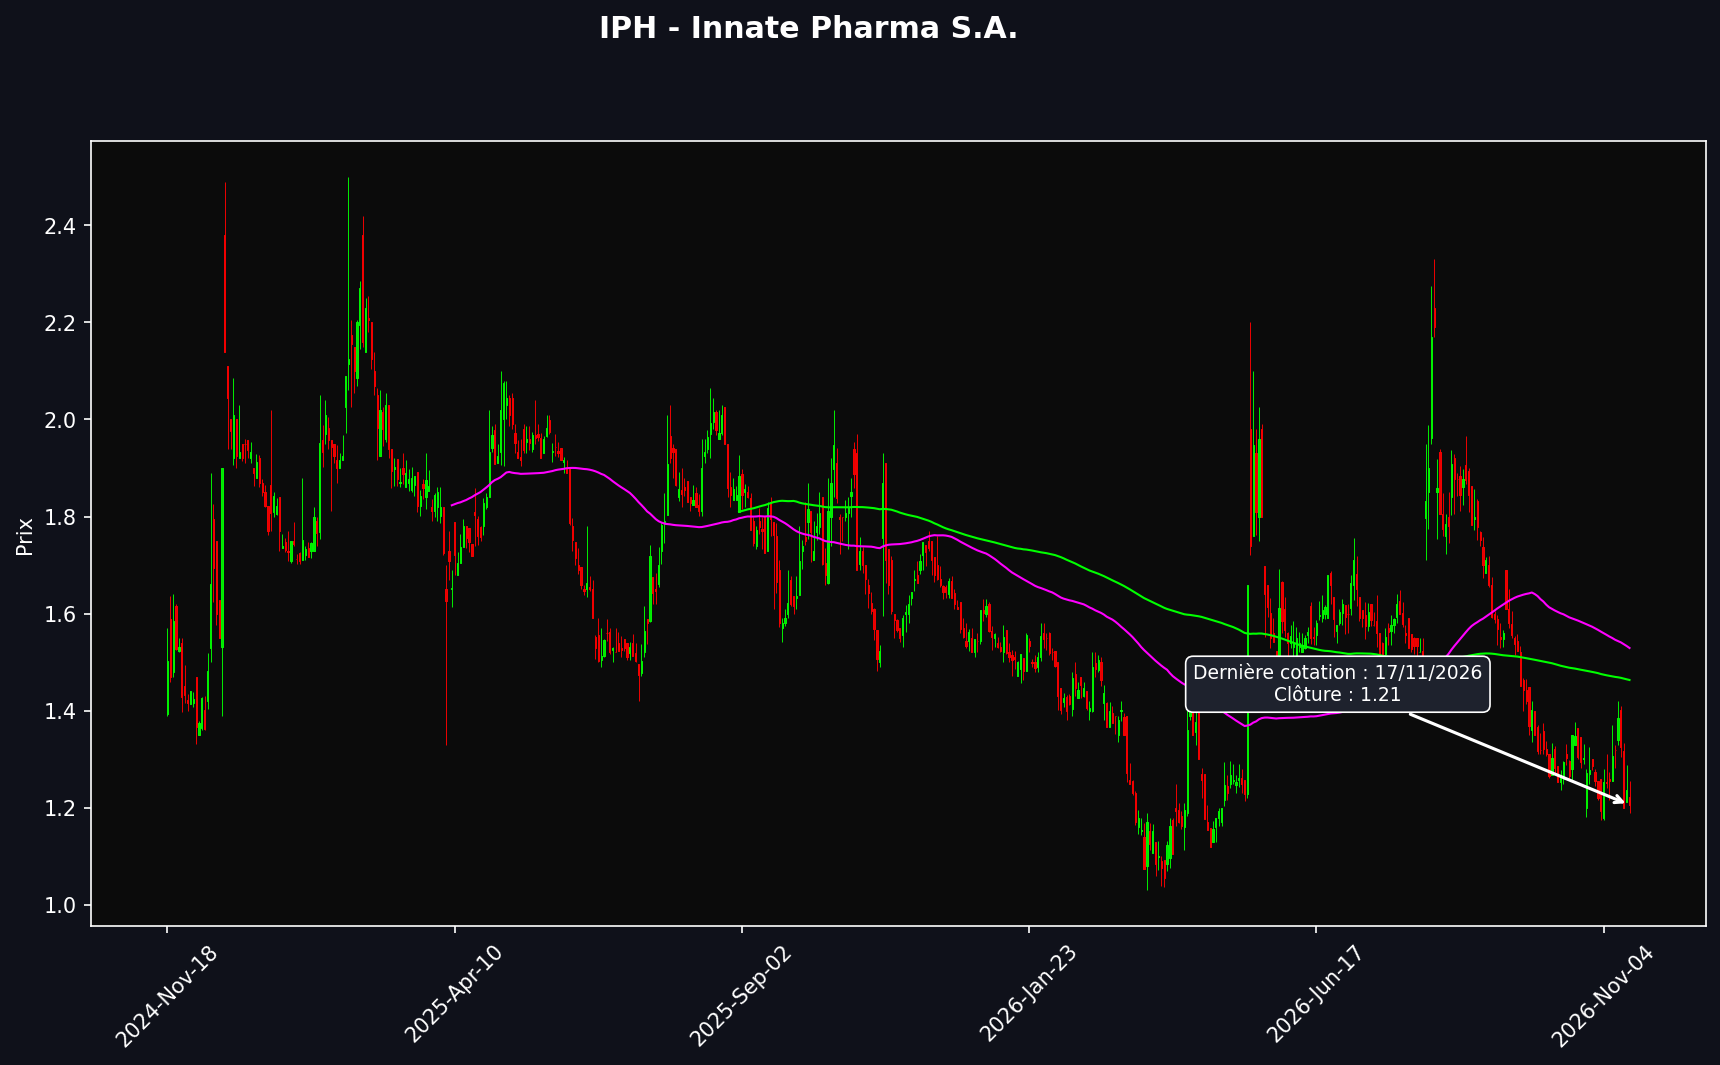 IPH - Innate Pharma S.A.
Prix
2.4
2.2
2.0
1.8
1.6
1.4
1.2
1.0
Dernière cotation : 17/11/2026
Clôture : 1.21
2024-Nov-18
2025-Apr-10
2025-Sep-02
2026-Jan-23
2026-Jun-17
2026-Nov-04